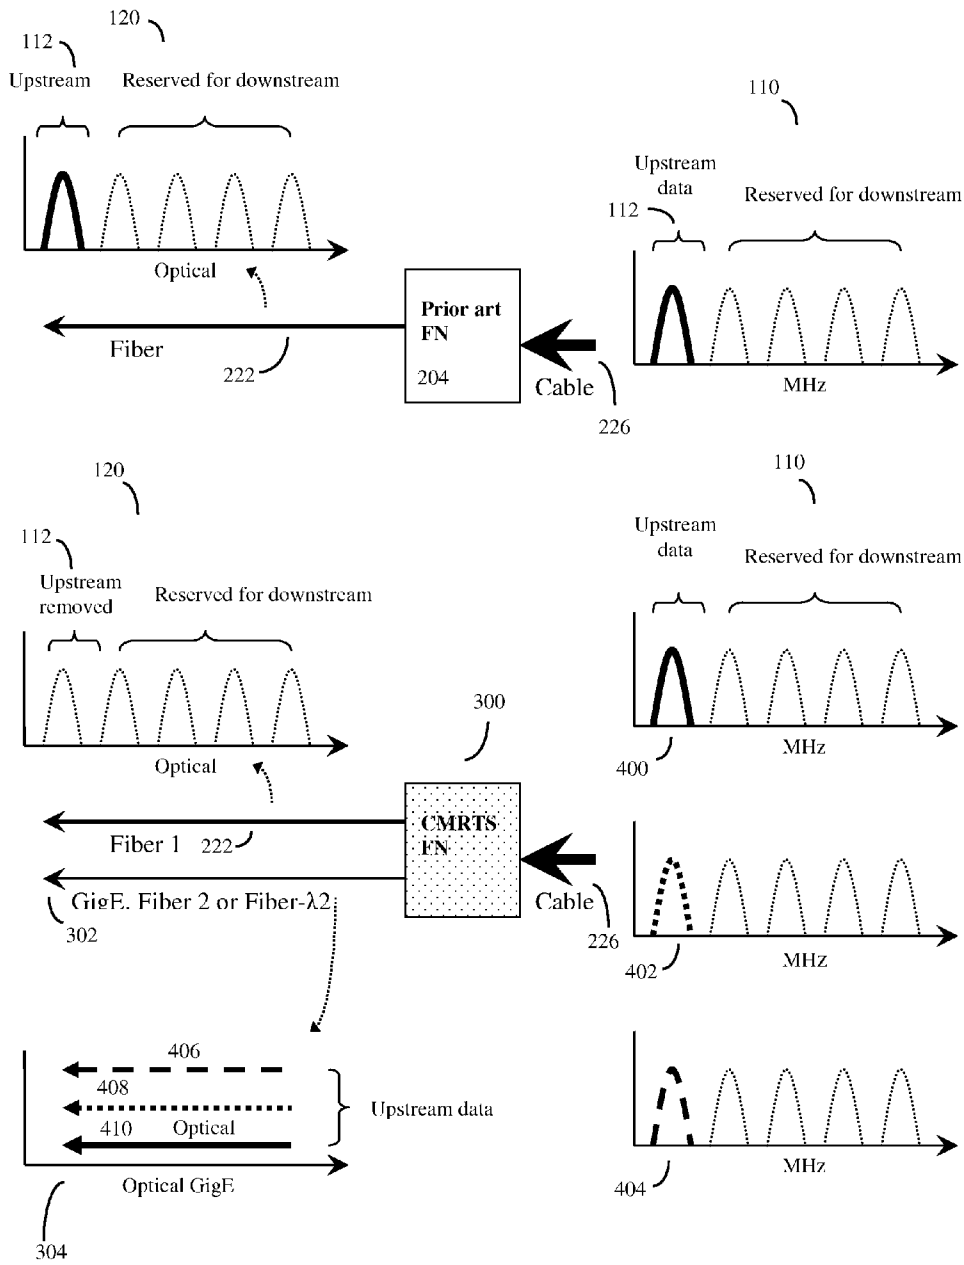 120
112
Upstream
Reserved for downstream
Optical
Fiber
222
Prior art
FN
204
Cable
226
110
Upstream
data
Reserved for downstream
112
MHz
120
112
Upstream
removed
Reserved for downstream
Optical
Fiber 1
222
GigE, Fiber 2 or Fiber-λ2
302
300
CMRTS
FN
Cable
226
110
Upstream
data
Reserved for downstream
400
MHz
402
MHz
404
MHz
406
408
410
Optical
Upstream data
Optical GigE
304